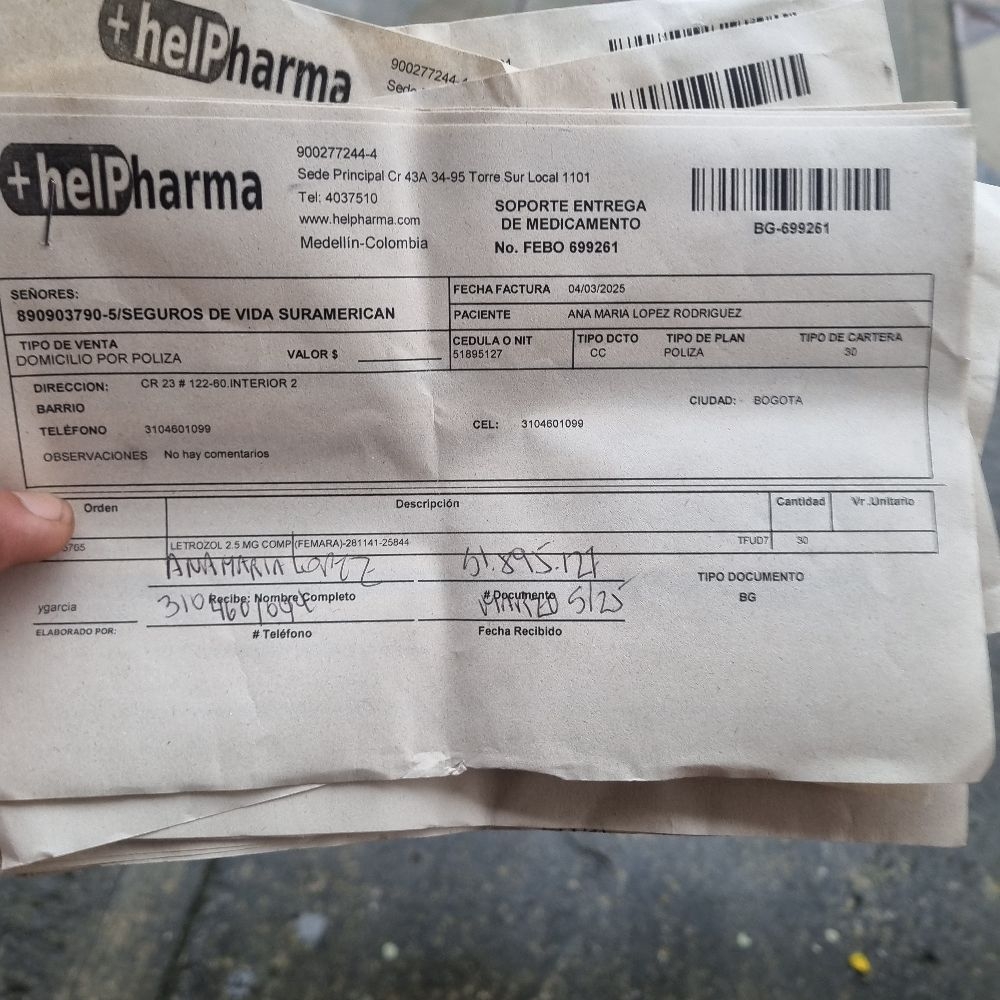 +helPharma
900277244-4
+helPharma
900277244-4
Sede Principal Cr 43A 34-95 Torre Sur Local 1101
Tel: 4037510
www.helpharma.com
Medellín-Colombia
SOPORTE ENTREGA
DE MEDICAMENTO
No. FEBO 699261
BG-699261
SEÑORES:
890903790-5/SEGUROS DE VIDA SURAMERICAN
FECHA FACTURA 04/03/2025
PACIENTE ANA MARIA LOPEZ RODRIGUEZ
TIPO DE VENTA
DOMICILIO POR POLIZA
VALOR $
CEDULA O NIT
51895127
TIPO DCTO
CC
TIPO DE PLAN
POLIZA
TIPO DE CARTERA
30
DIRECCION: CR 23 # 122-60.INTERIOR 2
BARRIO
CIUDAD: BOGOTA
TELÉFONO 3104601099
CEL: 3104601099
OBSERVACIONES No hay comentarios
Orden Descripción Cantidad Vr .Unitario
5765 LETROZOL 2.5 MG COMP (FEMARA)-281141-25844 TFUD7 30
ANA MARIA LOPEZ 51.895.127
Recibe: Nombre Completo # Documento
TIPO DOCUMENTO
BG
ygarcia 3104601099 MARZO 5/25
ELABORADO POR: # Teléfono Fecha Recibido